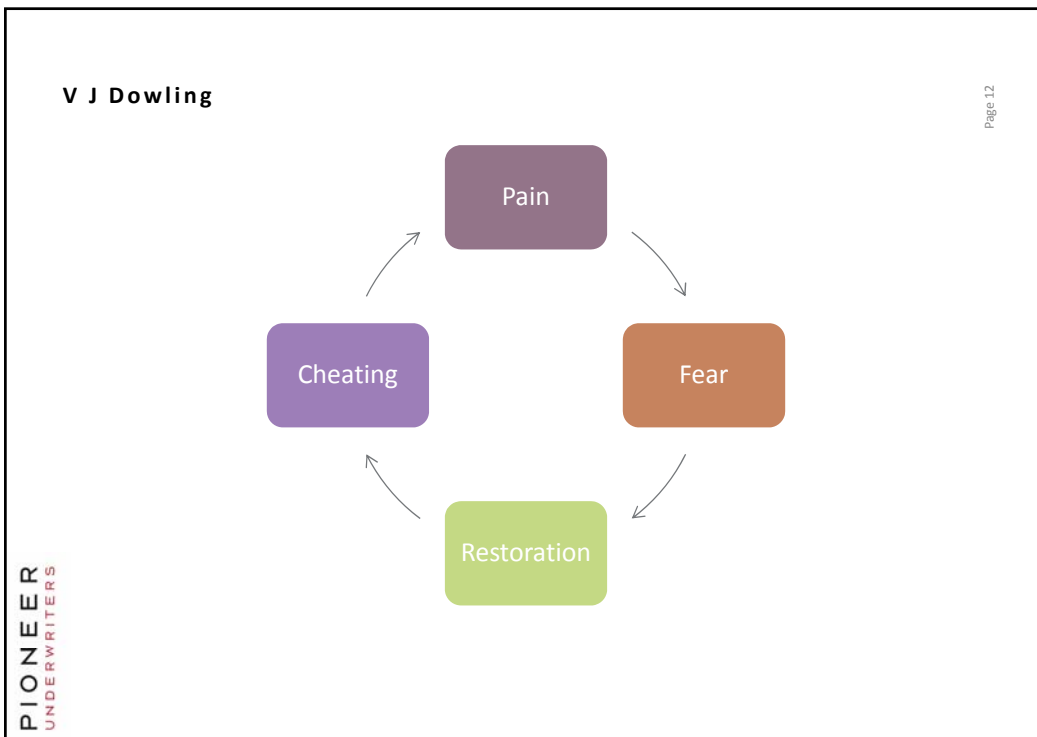 V J Dowling
Page 12
Pain
Cheating
Fear
Restoration
PIONEER
UNDERWRITERS